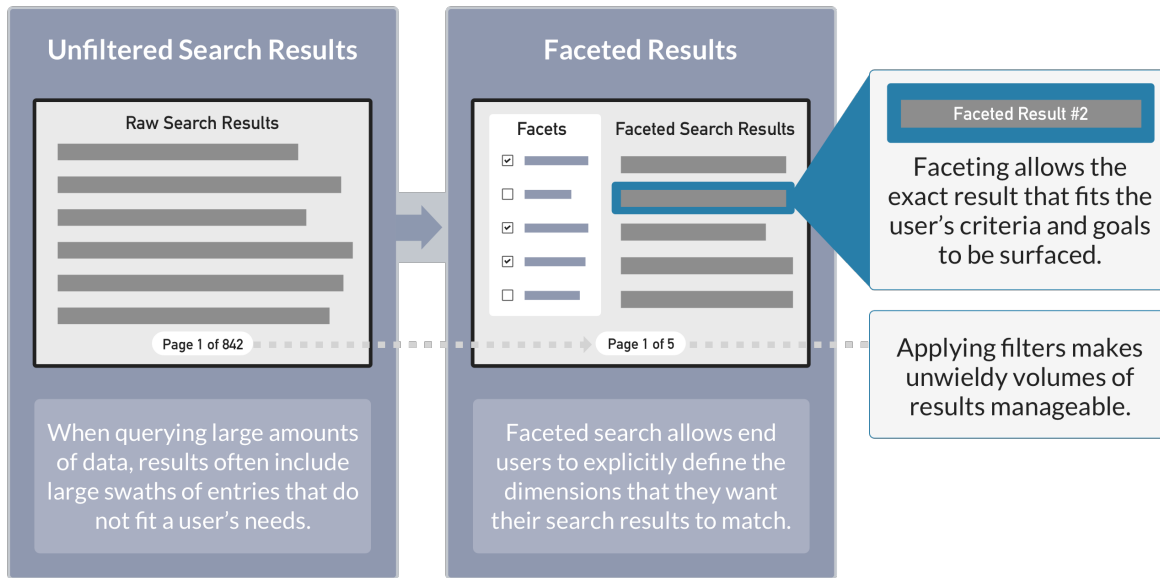 Unfiltered Search Results
Raw Search Results
Page 1 of 842
When querying large amounts
of data, results often include
large swaths of entries that do
not fit a user's needs.
Faceted Results
Facets
Faceted Search Results
Page 1 of 5
Faceted search allows end
users to explicitly define the
dimensions that they want
their search results to match.
Faceted Result #2
Faceting allows the
exact result that fits the
user's criteria and goals
to be surfaced.
Applying filters makes
unwieldy volumes of
results manageable.